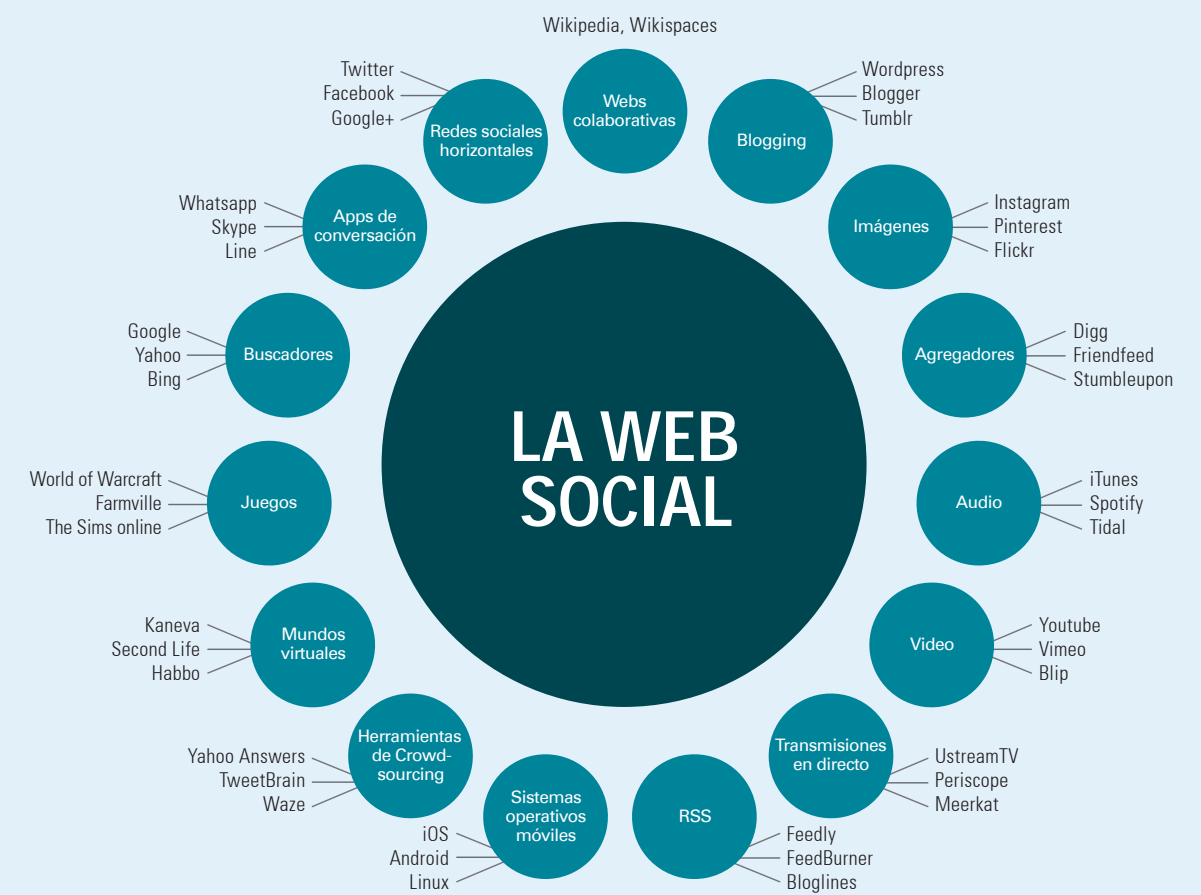 Wikipedia, Wikispaces
Webs
colaborativas
Wordpress
Blogger
Tumblr
Blogging
Instagram
Pinterest
Flickr
Imágenes
Digg
Friendfeed
Stumbleupon
Agregadores
iTunes
Spotify
Tidal
Audio
Youtube
Vimeo
Blip
Video
UstreamTV
Periscope
Meerkat
Transmisiones
en directo
Feedly
FeedBurner
Bloglines
RSS
iOS
Android
Linux
Sistemas
operativos
móviles
Yahoo Answers
TweetBrain
Waze
Herramientas
de Crowd-
sourcing
Kaneva
Second Life
Habbo
Mundos
virtuales
World of Warcraft
Farmville
The Sims online
Juegos
Google
Yahoo
Bing
Buscadores
Whatsapp
Skype
Line
Apps de
conversación
Twitter
Facebook
Google+
Redes sociales
horizontales
LA WEB
SOCIAL